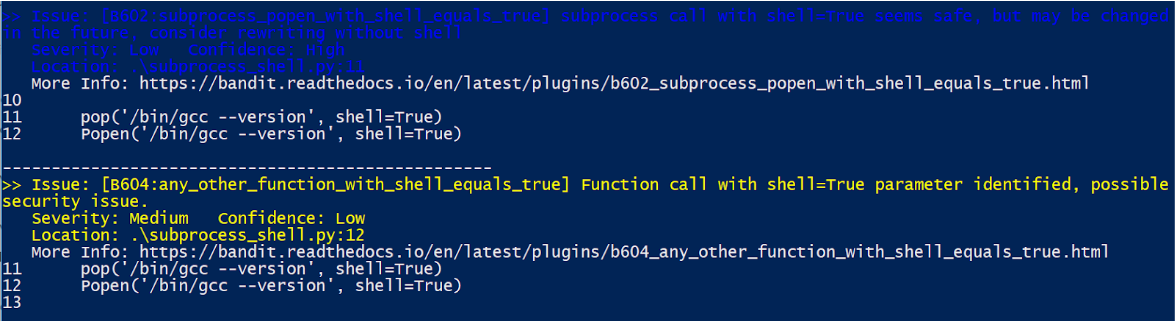 >> Issue: [B602:subprocess_popen_with_shell_equals_true] subprocess call with shell=True seems safe, but may be changed
in the future, consider rewriting without shell
   Severity: Low   Confidence: High
   Location: .\subprocess_shell.py:11
   More Info: https://bandit.readthedocs.io/en/latest/plugins/b602_subprocess_popen_with_shell_equals_true.html
10
11      pop('/bin/gcc --version', shell=True)
12      Popen('/bin/gcc --version', shell=True)
--------------------------------------------------
>> Issue: [B604:any_other_function_with_shell_equals_true] Function call with shell=True parameter identified, possible
security issue.
   Severity: Medium   Confidence: Low
   Location: .\subprocess_shell.py:12
   More Info: https://bandit.readthedocs.io/en/latest/plugins/b604_any_other_function_with_shell_equals_true.html
11      pop('/bin/gcc --version', shell=True)
12      Popen('/bin/gcc --version', shell=True)
13